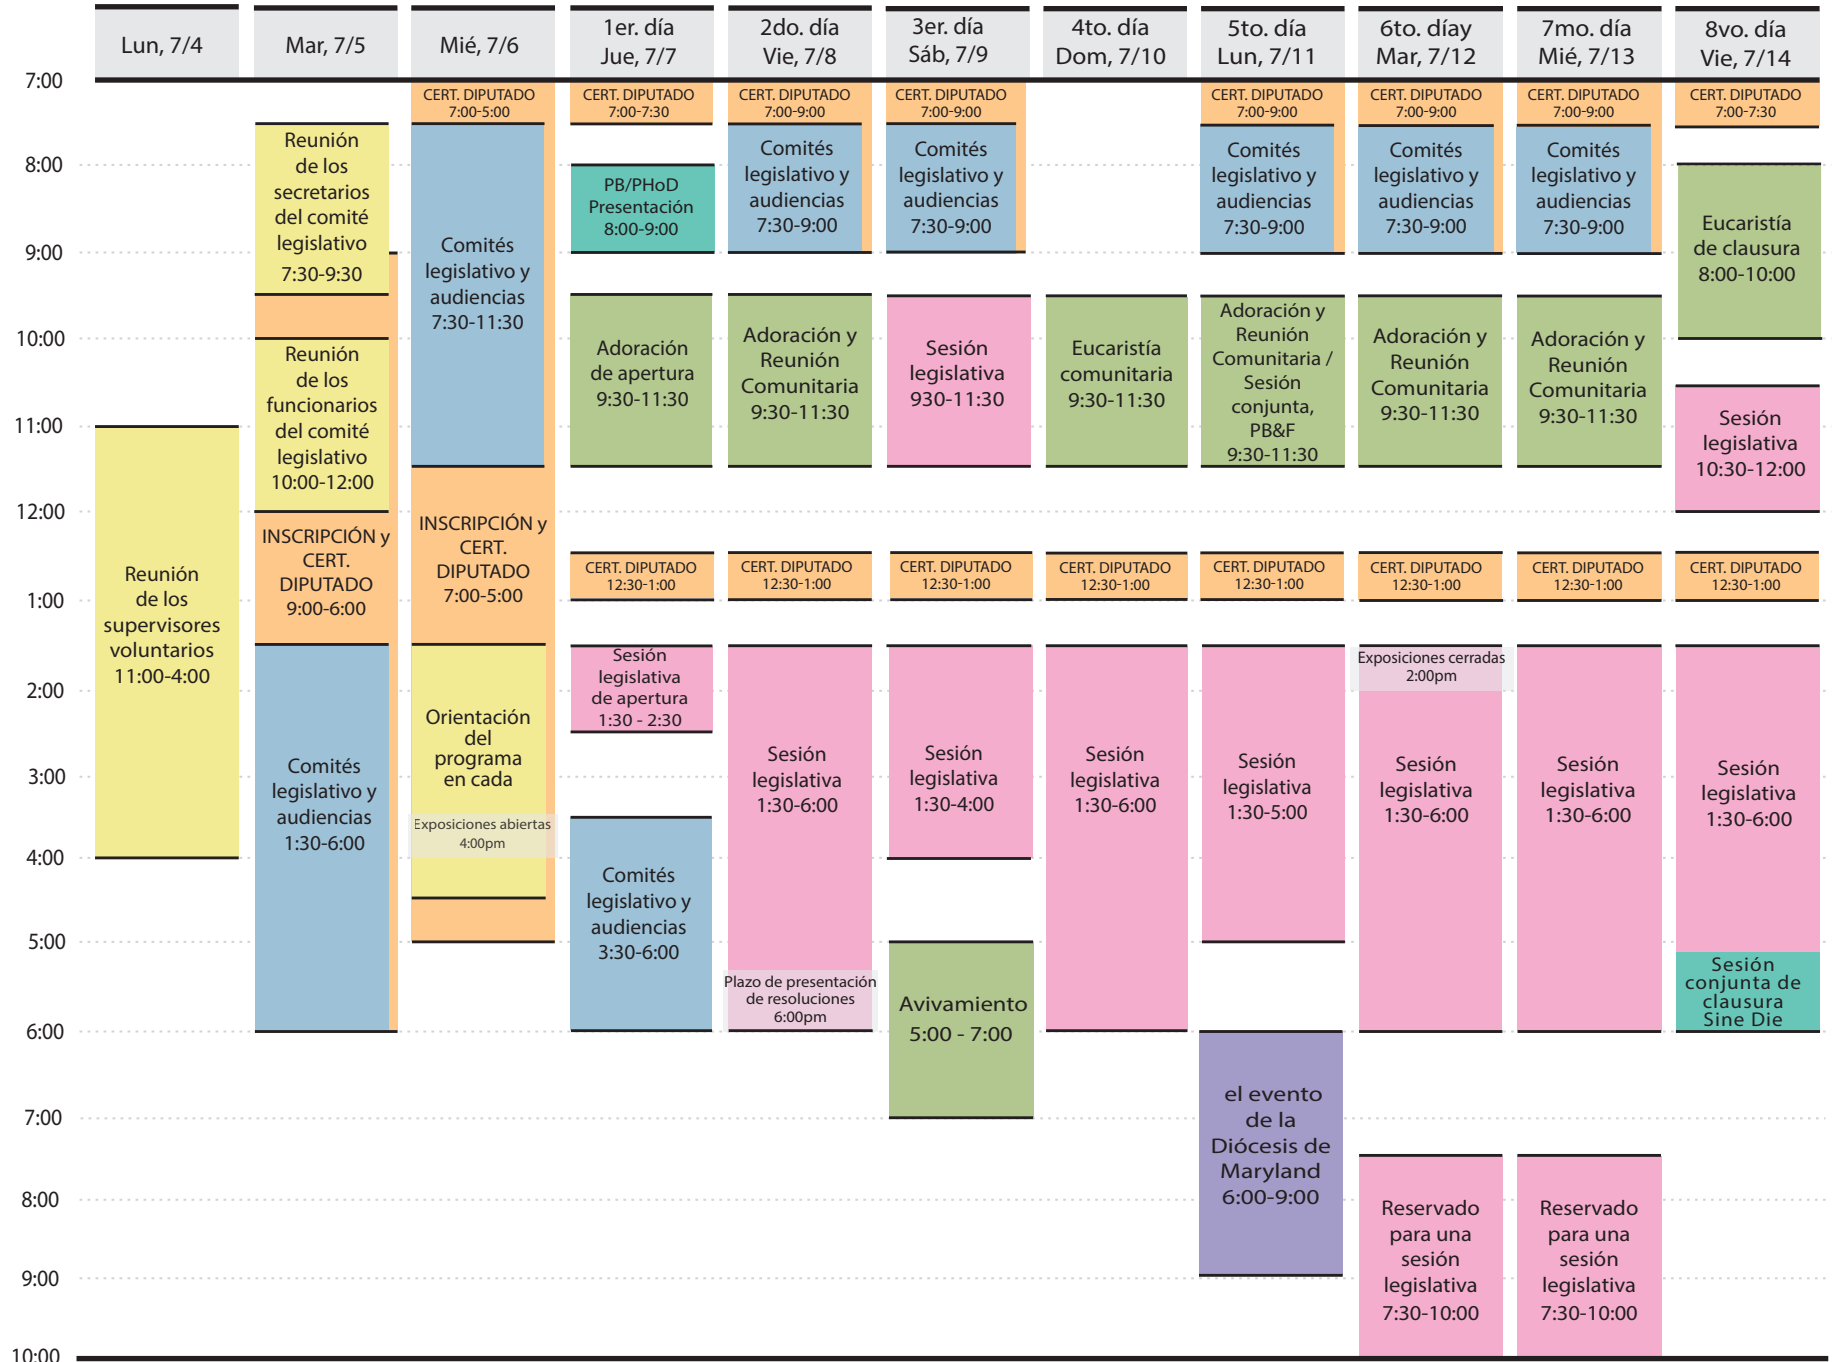 Lun, 7/4
Mar, 7/5
Mié, 7/6
1er. día
Jue, 7/7
2do. día
Vie, 7/8
3er. día
Sáb, 7/9
4to. día
Dom, 7/10
5to. día
Lun, 7/11
6to. díay
Mar, 7/12
7mo. día
Mié, 7/13
8vo. día
Vie, 7/14
7:00
8:00
9:00
10:00
11:00
12:00
1:00
2:00
3:00
4:00
5:00
6:00
7:00
8:00
9:00
10:00
Reunión
de los
supervisores
voluntarios
11:00-4:00
Reunión
de los
secretarios
del comité
legislativo
7:30-9:30
Reunión
de los
funcionarios
del comité
legislativo
10:00-12:00
INSCRIPCIÓN y
CERT.
DIPUTADO
9:00-6:00
Comités
legislativo y
audiencias
1:30-6:00
CERT. DIPUTADO
7:00-5:00
Comités
legislativo y
audiencias
7:30-11:30
INSCRIPCIÓN y
CERT.
DIPUTADO
7:00-5:00
Orientación
del
programa
en cada
Exposiciones abiertas
4:00pm
CERT. DIPUTADO
7:00-7:30
PB/PHoD
Presentación
8:00-9:00
Adoración
de apertura
9:30-11:30
CERT. DIPUTADO
12:30-1:00
Sesión
legislativa
de apertura
1:30 - 2:30
Comités
legislativo y
audiencias
3:30-6:00
CERT. DIPUTADO
7:00-9:00
Comités
legislativo y
audiencias
7:30-9:00
Adoración y
Reunión
Comunitaria
9:30-11:30
CERT. DIPUTADO
12:30-1:00
Sesión
legislativa
1:30-6:00
Plazo de presentación
de resoluciones
6:00pm
CERT. DIPUTADO
7:00-9:00
Comités
legislativo y
audiencias
7:30-9:00
Sesión
legislativa
930-11:30
CERT. DIPUTADO
12:30-1:00
Sesión
legislativa
1:30-4:00
Avivamiento
5:00 - 7:00
Eucaristía
comunitaria
9:30-11:30
CERT. DIPUTADO
12:30-1:00
Sesión
legislativa
1:30-6:00
CERT. DIPUTADO
7:00-9:00
Comités
legislativo y
audiencias
7:30-9:00
Adoración y
Reunión
Comunitaria /
Sesión
conjunta,
PB&F
9:30-11:30
CERT. DIPUTADO
12:30-1:00
Sesión
legislativa
1:30-5:00
el evento
de la
Diócesis de
Maryland
6:00-9:00
CERT. DIPUTADO
7:00-9:00
Comités
legislativo y
audiencias
7:30-9:00
Adoración y
Reunión
Comunitaria
9:30-11:30
CERT. DIPUTADO
12:30-1:00
Exposiciones cerradas
2:00pm
Sesión
legislativa
1:30-6:00
Reservado
para una
sesión
legislativa
7:30-10:00
CERT. DIPUTADO
7:00-9:00
Comités
legislativo y
audiencias
7:30-9:00
Adoración y
Reunión
Comunitaria
9:30-11:30
CERT. DIPUTADO
12:30-1:00
Sesión
legislativa
1:30-6:00
Reservado
para una
sesión
legislativa
7:30-10:00
CERT. DIPUTADO
7:00-7:30
Eucaristía
de clausura
8:00-10:00
Sesión
legislativa
10:30-12:00
CERT. DIPUTADO
12:30-1:00
Sesión
legislativa
1:30-6:00
Sesión
conjunta de
clausura
Sine Die